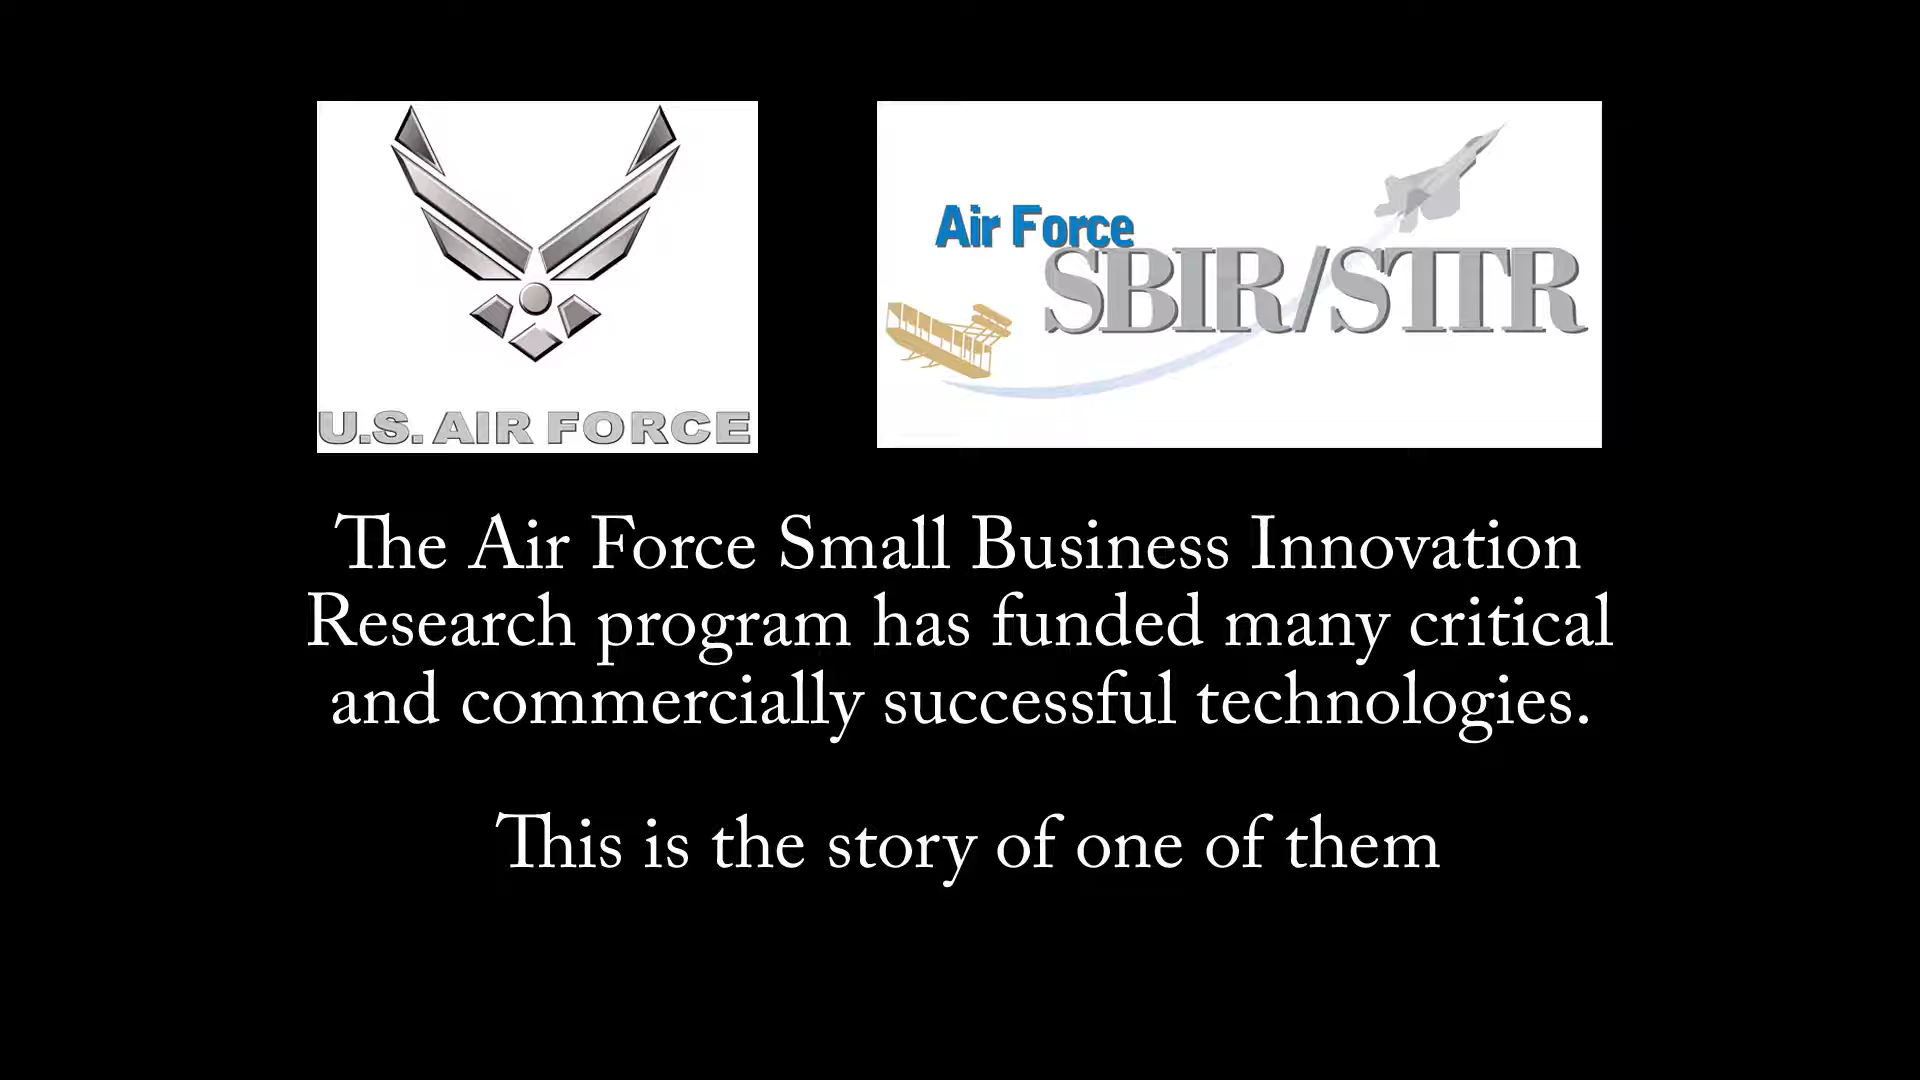 U.S. AIR FORCE
Air Force
SBIR/STTR
The Air Force Small Business Innovation
Research program has funded many critical
and commercially successful technologies.
This is the story of one of them